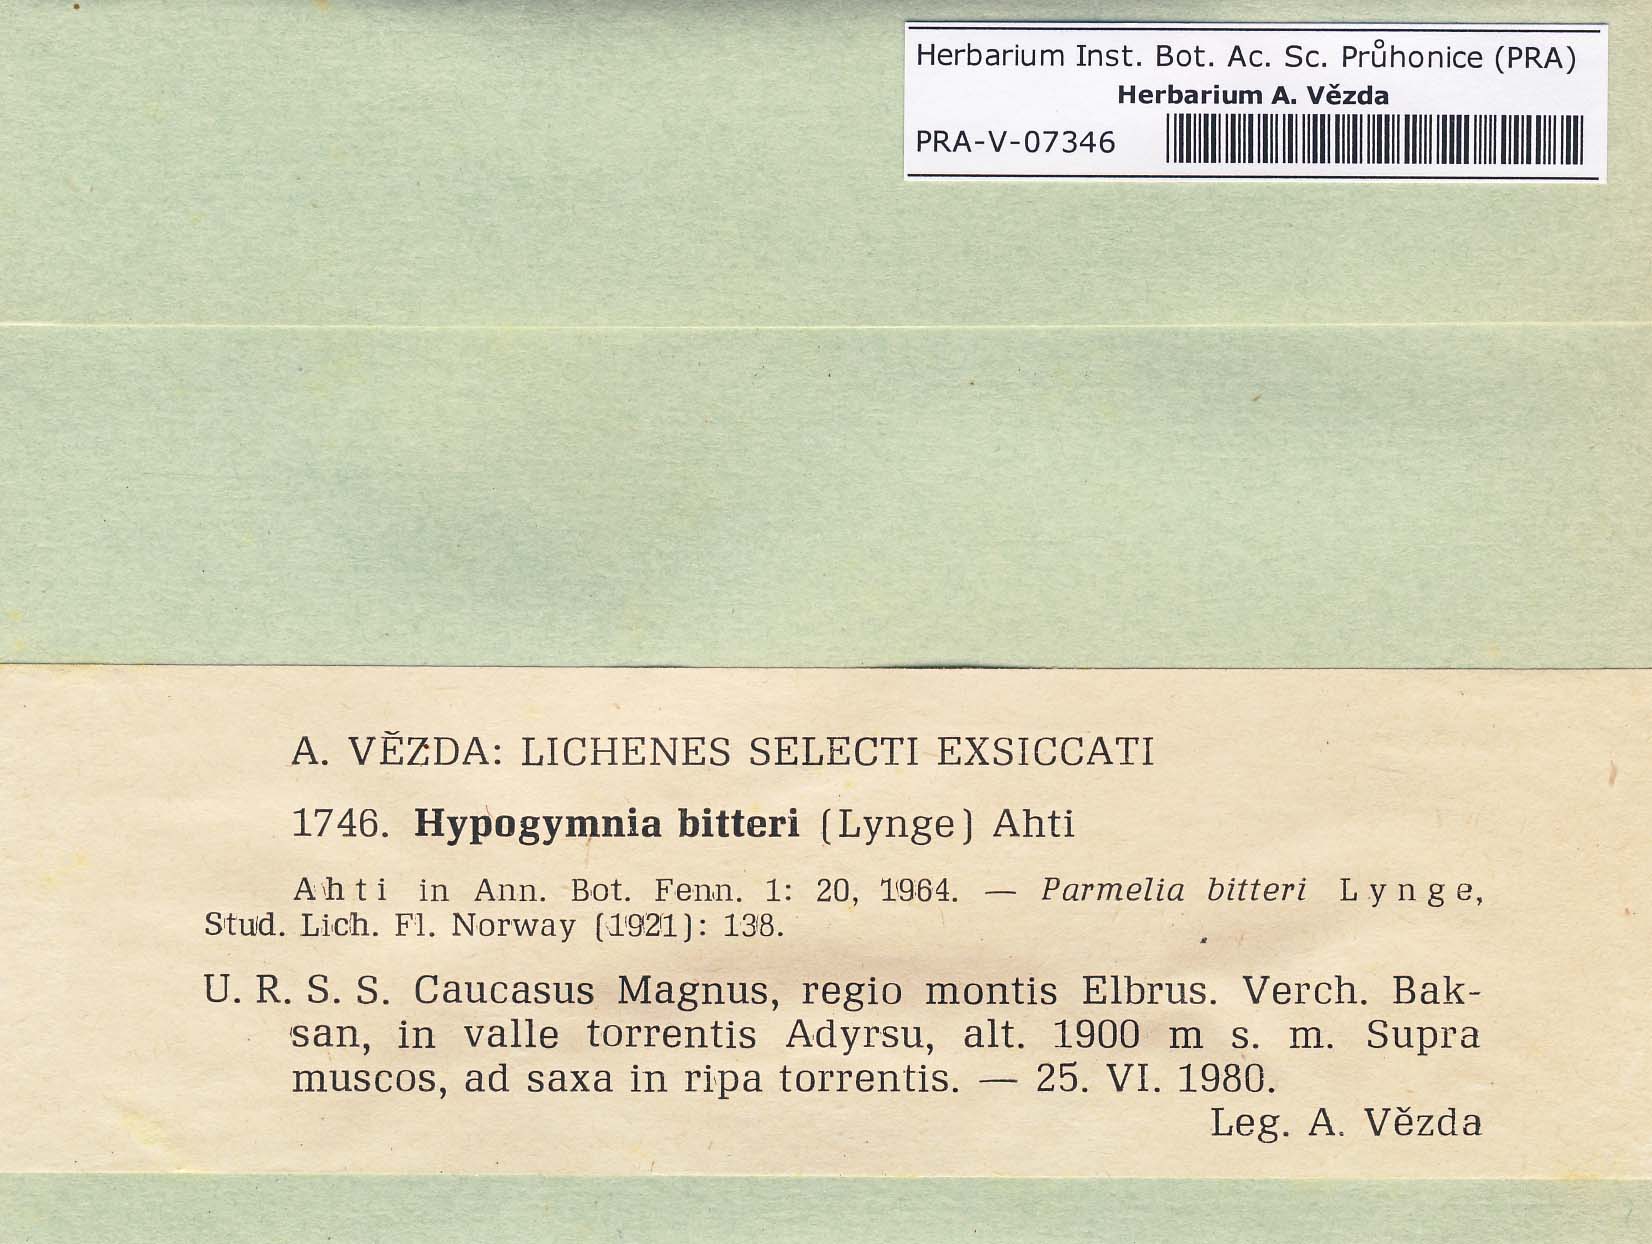 Herbarium Inst. Bot. Ac. Sc. Průhonice (PRA)
Herbarium A. Vězda
PRA-V-07346
A. VĚZDA: LICHENES SELECTI EXSICCATI
1746. Hypogymnia bitteri (Lynge) Ahti
Ahti in Ann. Bot. Fenn. 1: 20, 1964. — Parmelia bitteri Lynge,
Stud. Lich. Fl. Norway (1921): 138.
U. R. S. S. Caucasus Magnus, regio montis Elbrus. Verch. Bak-
san, in valle torrentis Adyrsu, alt. 1900 m s. m. Supra
muscos, ad saxa in ripa torrentis. — 25. VI. 1980.
Leg. A. Vězda